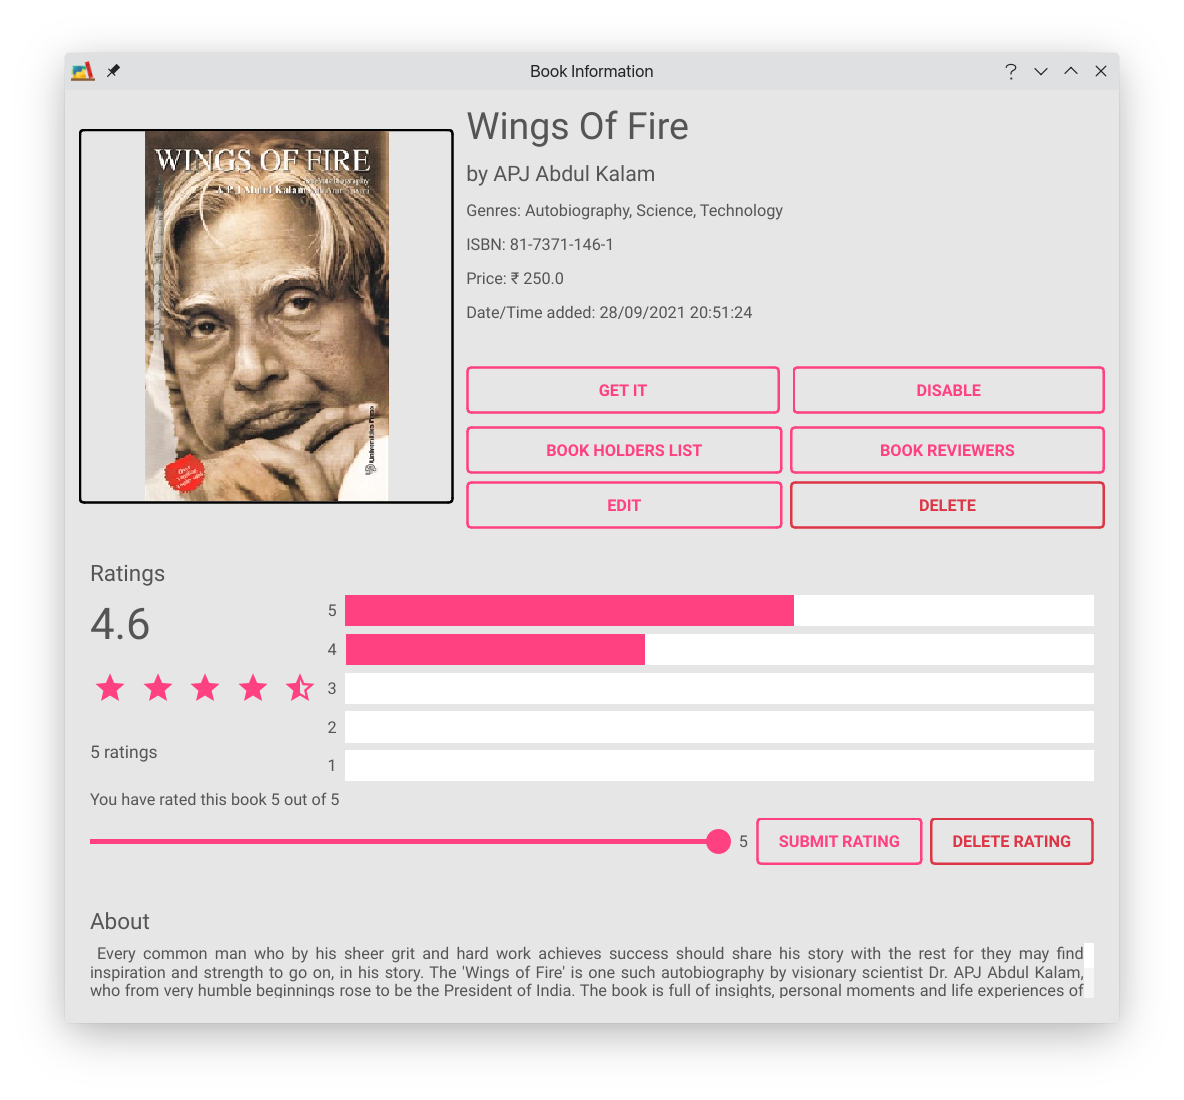 Book Information
WINGS OF FIRE
An Autobiography
A P J Abdul Kalam
Wings Of Fire
by APJ Abdul Kalam
Genres: Autobiography, Science, Technology
ISBN: 81-7371-146-1
Price: ₹ 250.0
Date/Time added: 28/09/2021 20:51:24
GET IT
DISABLE
BOOK HOLDERS LIST
BOOK REVIEWERS
EDIT
DELETE
Ratings
4.6
5
4
3
2
1
5 ratings
You have rated this book 5 out of 5
5
SUBMIT RATING
DELETE RATING
About
Every common man who by his sheer grit and hard work achieves success should share his story with the rest for they may find
inspiration and strength to go on, in his story. The 'Wings of Fire' is one such autobiography by visionary scientist Dr. APJ Abdul Kalam,
who from very humble beginnings rose to be the President of India. The book is full of insights, personal moments and life experiences of